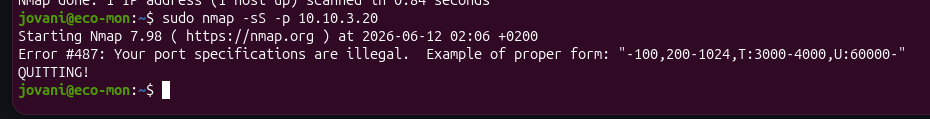 Nmap done: 1 IP address (1 host up) scanned in 0.84 seconds
jovani@eco-mon:~$ sudo nmap -sS -p 10.10.3.20
Starting Nmap 7.98 ( https://nmap.org ) at 2026-06-12 02:06 +0200
Error #487: Your port specifications are illegal.  Example of proper form: "-100,200-1024,T:3000-4000,U:60000-"
QUITTING!
jovani@eco-mon:~$